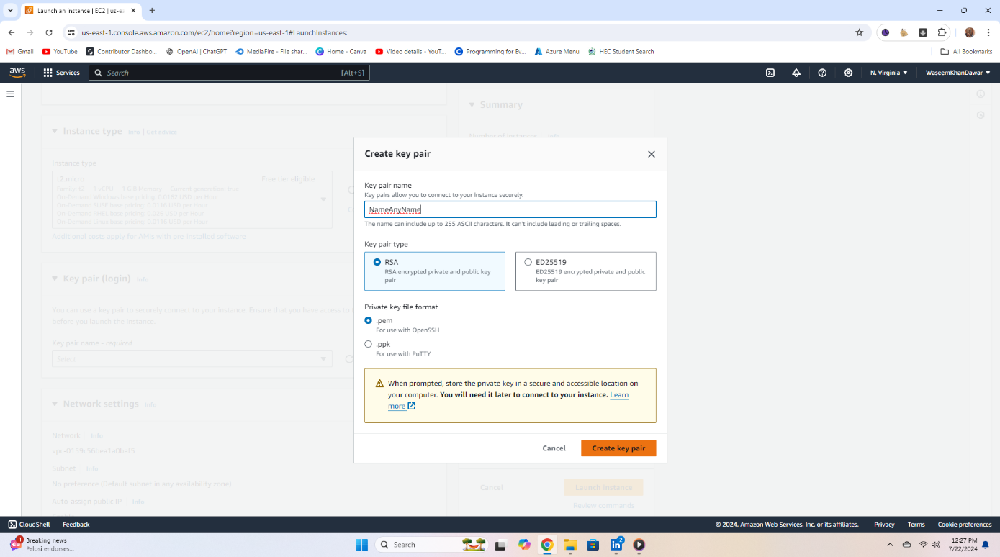 Launch an instance | EC2 | us-e
us-east-1.console.aws.amazon.com/ec2/home?region=us-east-1#LaunchInstances:
Gmail
YouTube
Contributor Dashbo...
OpenAI | ChatGPT
MediaFire - File shar...
Home - Canva
Video details - YouT...
Programming for Ev...
Azure Menu
HEC Student Search
All Bookmarks
aws
Services
Search
[Alt+S]
N. Virginia
WaseemKhanDawar
Summary
Number of instances Info
Instance type Info | Get advice
Instance type
t2.micro
Free tier eligible
Family: t2 1 vCPU 1 GiB Memory Current generation: true
On-Demand Windows base pricing: 0.0162 USD per Hour
On-Demand SUSE base pricing: 0.0116 USD per Hour
On-Demand RHEL base pricing: 0.026 USD per Hour
On-Demand Linux base pricing: 0.0116 USD per Hour
Additional costs apply for AMIs with pre-installed software
Key pair (login) Info
You can use a key pair to securely connect to your instance. Ensure that you have access to t
before you launch the instance.
Key pair name - required
Select
Network settings Info
Network Info
Subnet Info
No preference (Default subnet in any availability zone)
Auto-assign public IP Info
Create key pair
Key pair name
Key pairs allow you to connect to your instance securely.
NameAnyName
The name can include up to 255 ASCII characters. It can't include leading or trailing spaces.
Key pair type
RSA
RSA encrypted private and public key
pair
ED25519
ED25519 encrypted private and public
key pair
Private key file format
.pem
For use with OpenSSH
.ppk
For use with PuTTY
When prompted, store the private key in a secure and accessible location on
your computer. You will need it later to connect to your instance. Learn
more
Cancel
Create key pair
Cancel
Launch instance
Review commands
CloudShell
Feedback
© 2024, Amazon Web Services, Inc. or its affiliates.
Privacy
Terms
Cookie preferences
1
Breaking news
Pelosi endorses...
Search
2
12:27 PM
7/22/2024